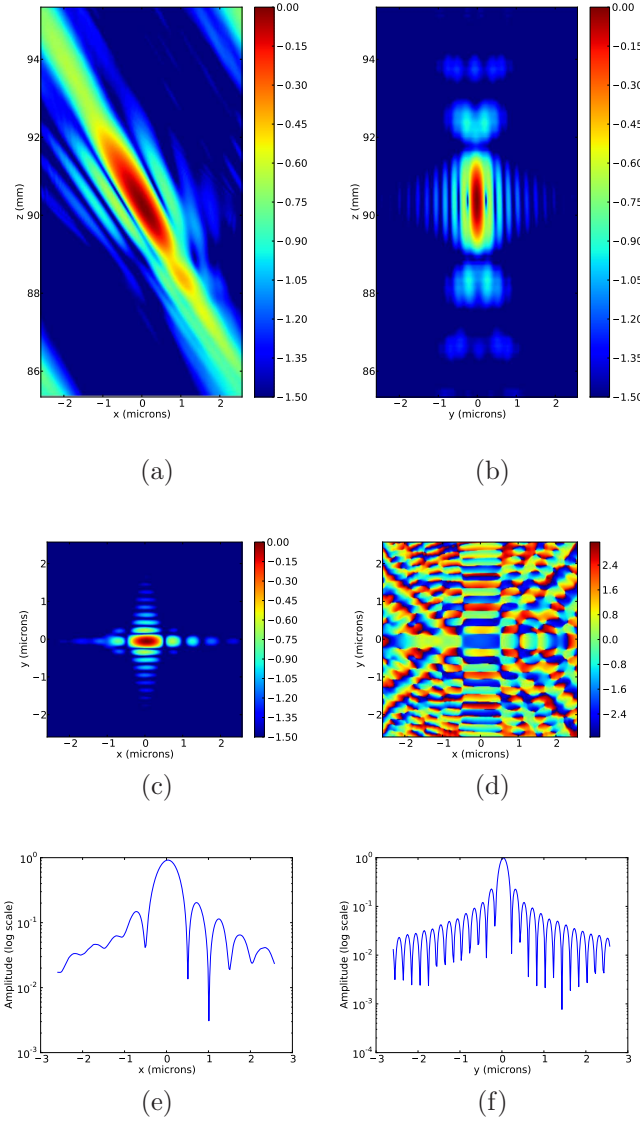 94
92
90
88
86
z (mm)
−2 −1 0 1 2
x (microns)
0.00
−0.15
−0.30
−0.45
−0.60
−0.75
−0.90
−1.05
−1.20
−1.35
−1.50
(a)
94
92
90
88
86
z (mm)
−2 −1 0 1 2
y (microns)
0.00
−0.15
−0.30
−0.45
−0.60
−0.75
−0.90
−1.05
−1.20
−1.35
−1.50
(b)
2
1
0
−1
−2
y (microns)
−2 −1 0 1 2
x (microns)
0.00
−0.15
−0.30
−0.45
−0.60
−0.75
−0.90
−1.05
−1.20
−1.35
−1.50
(c)
2
1
0
−1
−2
y (microns)
−2 −1 0 1 2
x (microns)
2.4
1.6
0.8
0.0
−0.8
−1.6
−2.4
(d)
10⁰
10⁻¹
10⁻²
10⁻³
Amplitude (log scale)
−3 −2 −1 0 1 2 3
x (microns)
(e)
10⁰
10⁻¹
10⁻²
10⁻³
10⁻⁴
Amplitude (log scale)
−3 −2 −1 0 1 2 3
y (microns)
(f)